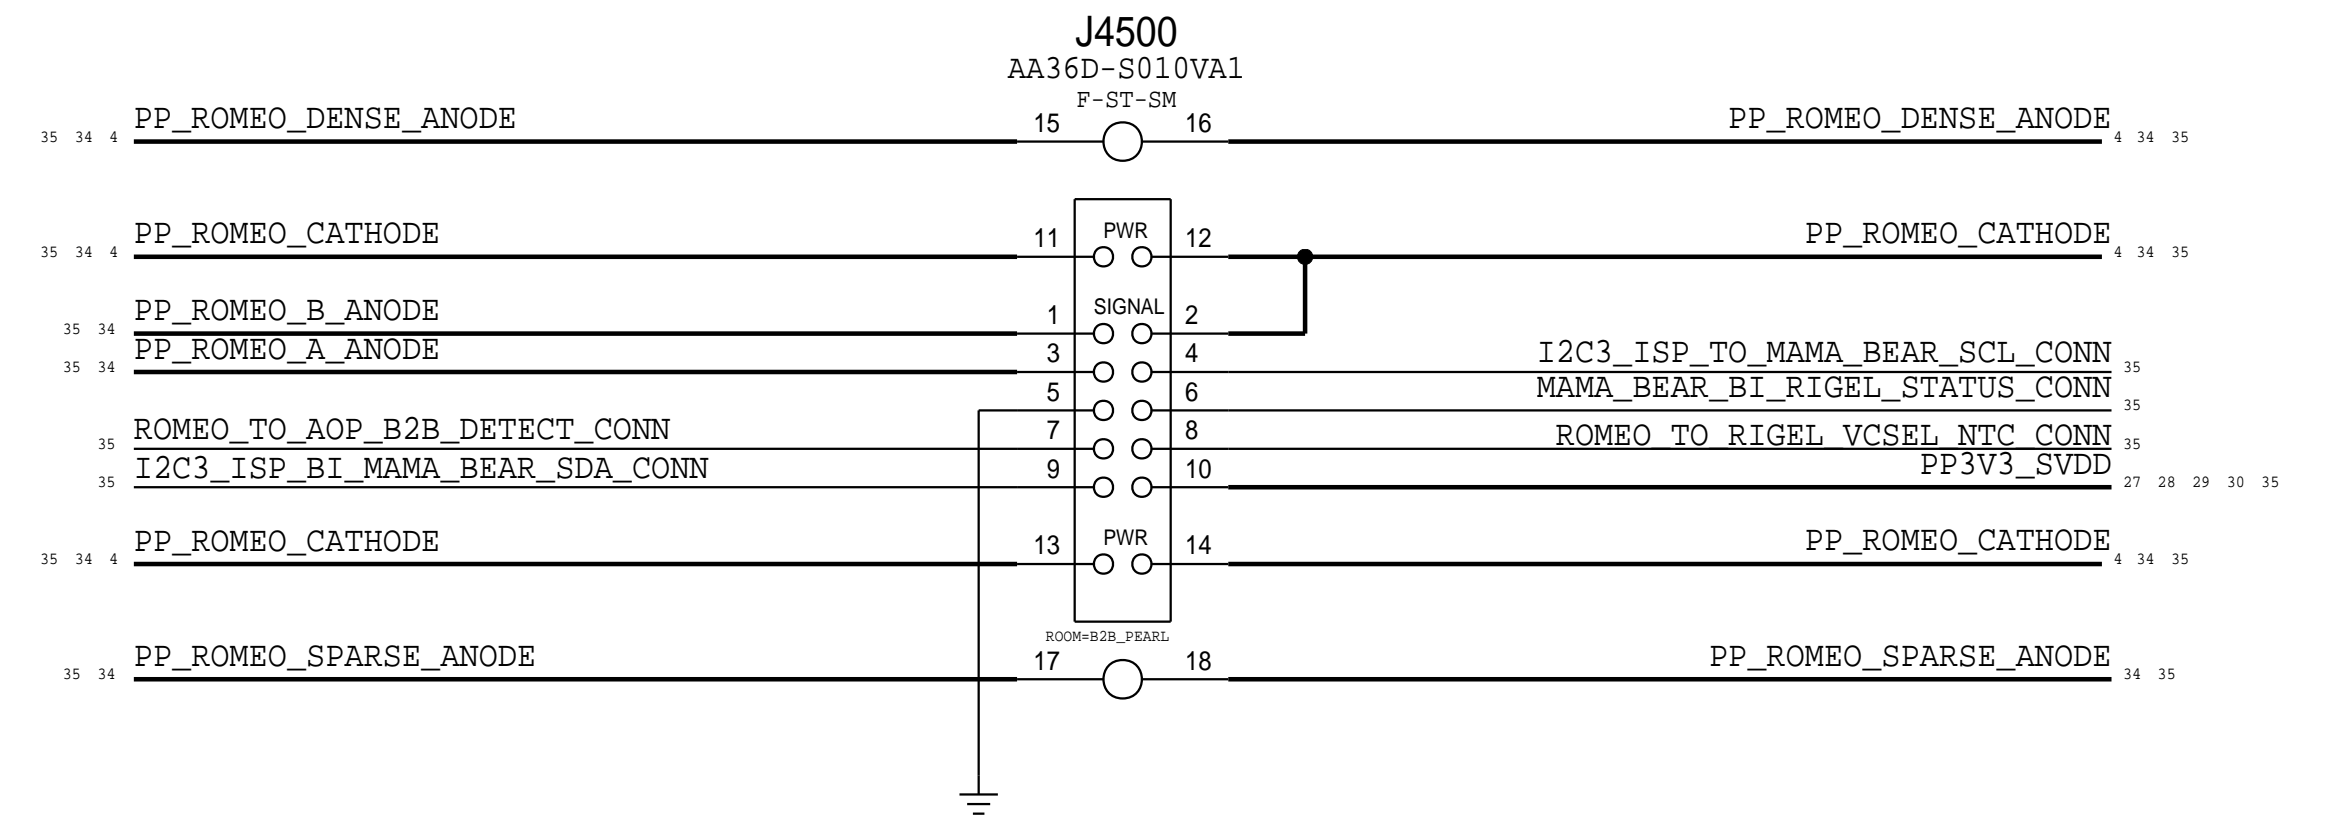 J4500
AA36D-S010VA1
F-ST-SM
35 34 4 PP_ROMEO_DENSE_ANODE 15 16 PP_ROMEO_DENSE_ANODE 4 34 35
PWR
35 34 4 PP_ROMEO_CATHODE 11 12 PP_ROMEO_CATHODE 4 34 35
SIGNAL
35 34 PP_ROMEO_B_ANODE 1 2
35 34 PP_ROMEO_A_ANODE 3 4 I2C3_ISP_TO_MAMA_BEAR_SCL_CONN 35
5 6 MAMA_BEAR_BI_RIGEL_STATUS_CONN 35
35 ROMEO_TO_AOP_B2B_DETECT_CONN 7 8 ROMEO_TO_RIGEL_VCSEL_NTC_CONN 35
35 I2C3_ISP_BI_MAMA_BEAR_SDA_CONN 9 10 PP3V3_SVDD 27 28 29 30 35
PWR
35 34 4 PP_ROMEO_CATHODE 13 14 PP_ROMEO_CATHODE 4 34 35
ROOM=B2B_PEARL
35 34 PP_ROMEO_SPARSE_ANODE 17 18 PP_ROMEO_SPARSE_ANODE 34 35